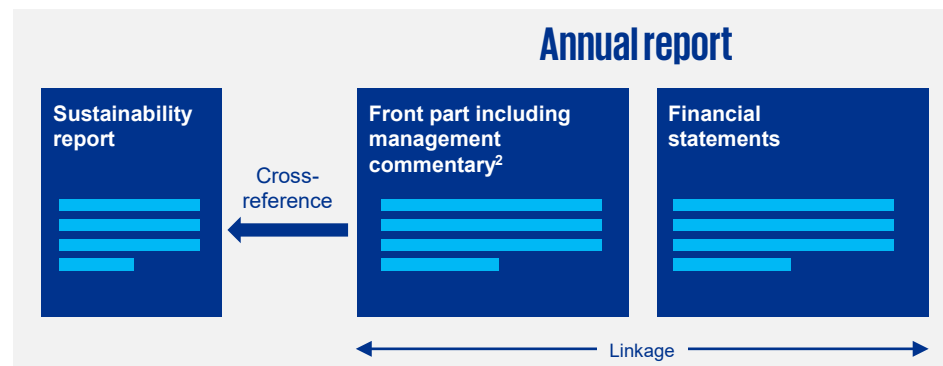 Annual report
Sustainability
report
Cross-
reference
Front part including
management
commentary²
Financial
statements
Linkage